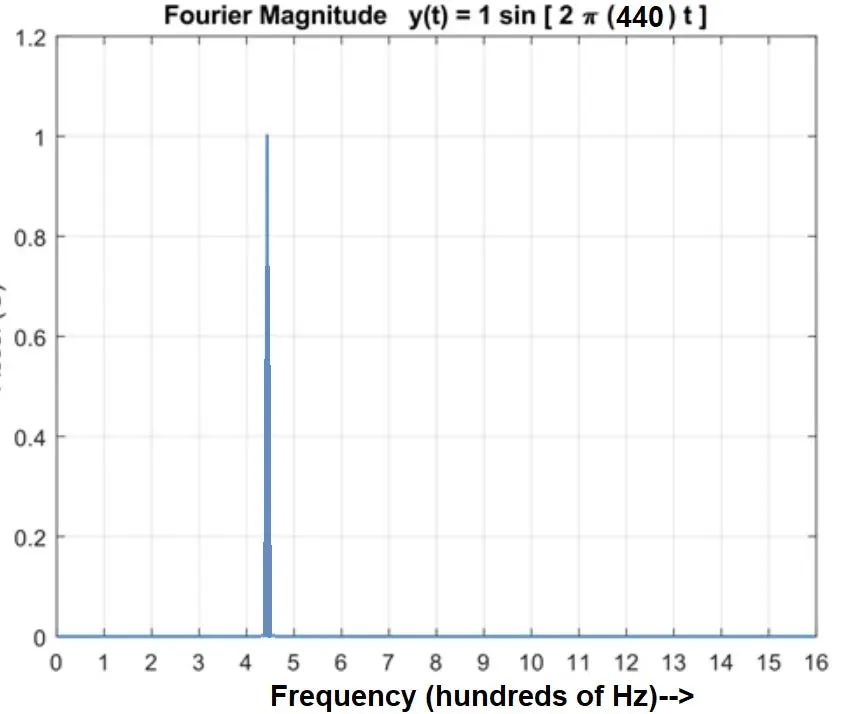 Fourier Magnitude y(t) = 1 sin [ 2 π (440) t ]
1.2
1
0.8
0.6
0.4
0.2
0
0 1 2 3 4 5 6 7 8 9 10 11 12 13 14 15 16
Frequency (hundreds of Hz)-->